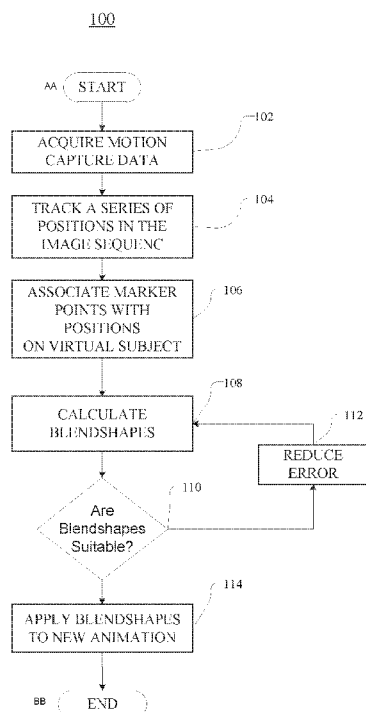 100
AA START
102
ACQUIRE MOTION
CAPTURE DATA
104
TRACK A SERIES OF
POSITIONS IN THE
IMAGE SEQUENC
106
ASSOCIATE MARKER
POINTS WITH
POSITIONS
ON VIRTUAL SUBJECT
108
CALCULATE
BLENDSHAPES
112
REDUCE
ERROR
110
Are
Blendshapes
Suitable?
114
APPLY BLENDSHAPES
TO NEW ANIMATION
BB END